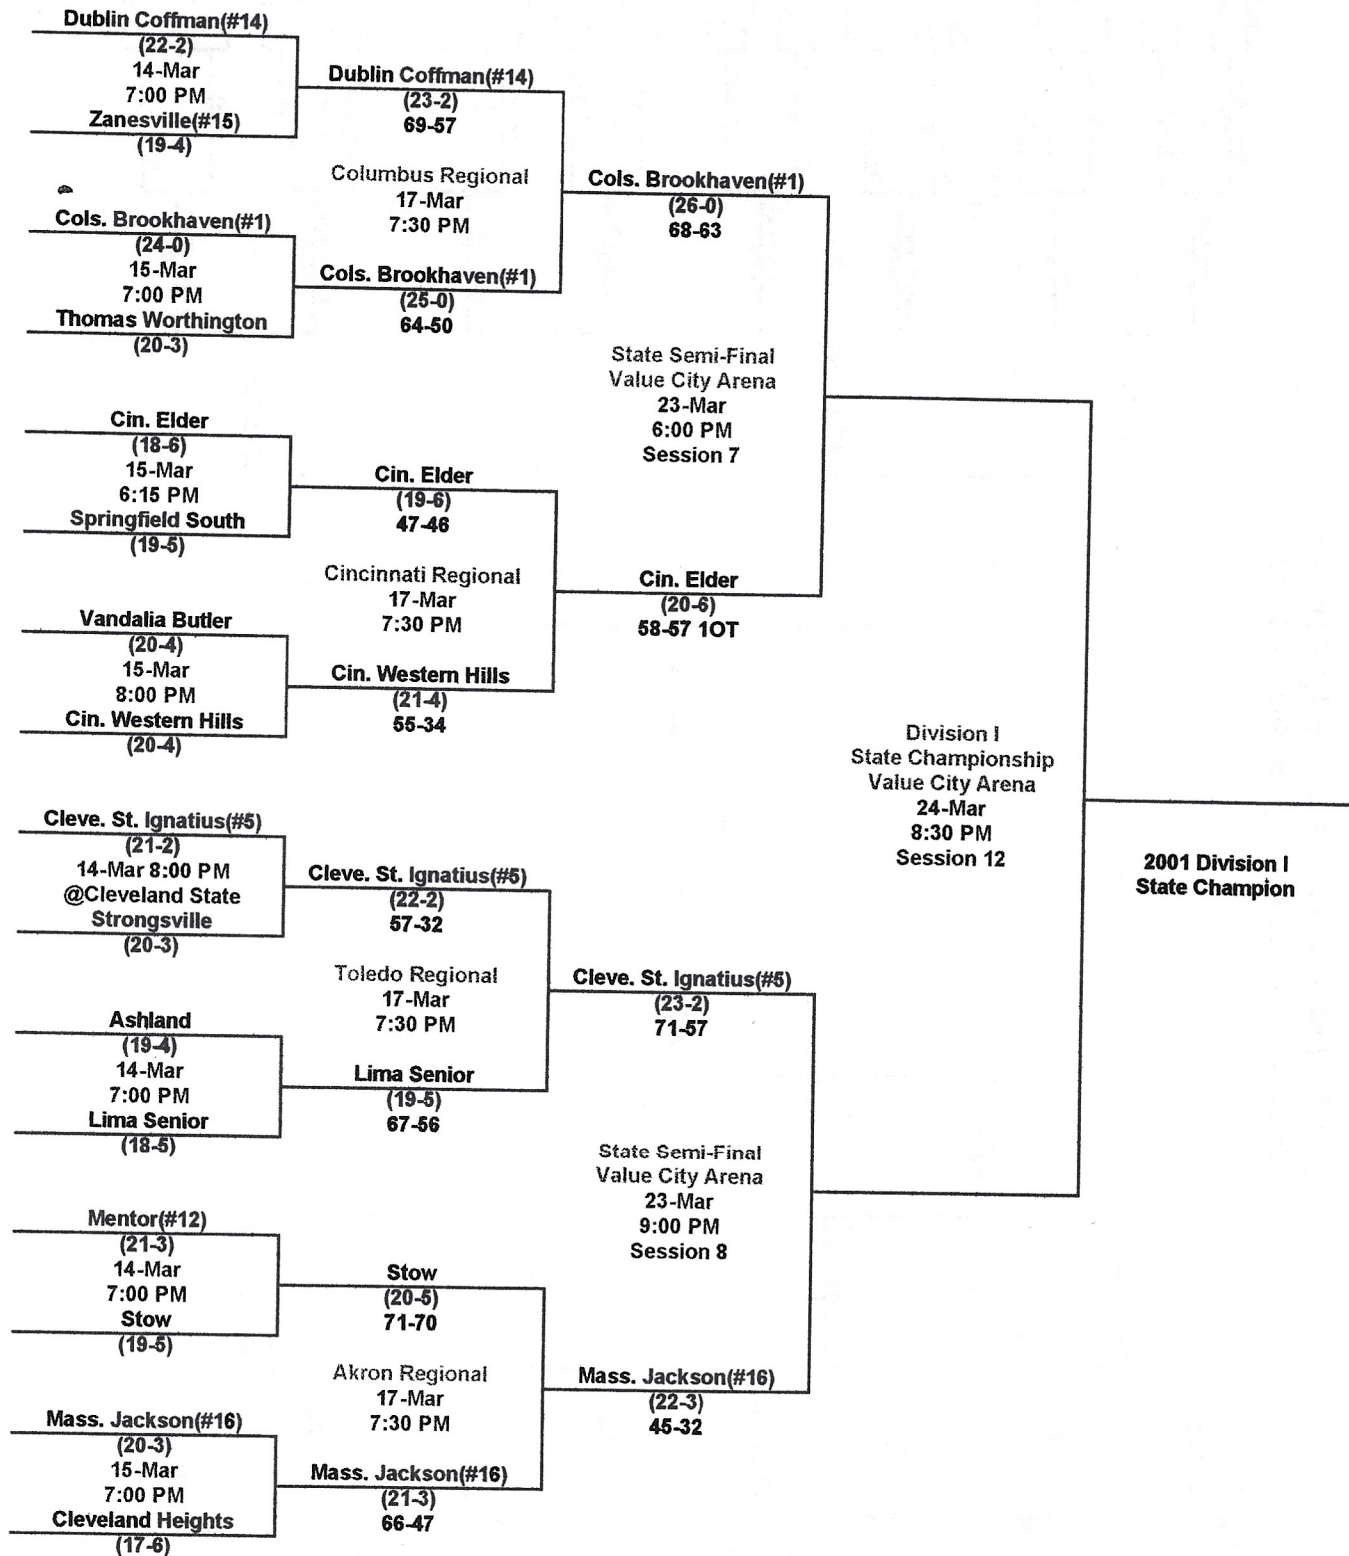 Dublin Coffman(#14)
(22-2)
14-Mar
7:00 PM
Zanesville(#15)
(19-4)
Cols. Brookhaven(#1)
(24-0)
15-Mar
7:00 PM
Thomas Worthington
(20-3)
Cin. Elder
(18-6)
15-Mar
6:15 PM
Springfield South
(19-5)
Vandalia Butler
(20-4)
15-Mar
8:00 PM
Cin. Western Hills
(20-4)
Cleve. St. Ignatius(#5)
(21-2)
14-Mar 8:00 PM
@Cleveland State
Strongsville
(20-3)
Ashland
(19-4)
14-Mar
7:00 PM
Lima Senior
(18-5)
Mentor(#12)
(21-3)
14-Mar
7:00 PM
Stow
(19-5)
Mass. Jackson(#16)
(20-3)
15-Mar
7:00 PM
Cleveland Heights
(17-6)
Dublin Coffman(#14)
(23-2)
69-57
Columbus Regional
17-Mar
7:30 PM
Cols. Brookhaven(#1)
(25-0)
64-50
Cin. Elder
(19-6)
47-46
Cincinnati Regional
17-Mar
7:30 PM
Cin. Western Hills
(21-4)
55-34
Cleve. St. Ignatius(#5)
(22-2)
57-32
Toledo Regional
17-Mar
7:30 PM
Lima Senior
(19-5)
67-56
Stow
(20-5)
71-70
Akron Regional
17-Mar
7:30 PM
Mass. Jackson(#16)
(21-3)
66-47
Cols. Brookhaven(#1)
(26-0)
68-63
State Semi-Final
Value City Arena
23-Mar
6:00 PM
Session 7
Cin. Elder
(20-6)
58-57 1OT
Cleve. St. Ignatius(#5)
(23-2)
71-57
State Semi-Final
Value City Arena
23-Mar
9:00 PM
Session 8
Mass. Jackson(#16)
(22-3)
45-32
Division I
State Championship
Value City Arena
24-Mar
8:30 PM
Session 12
2001 Division I
State Champion